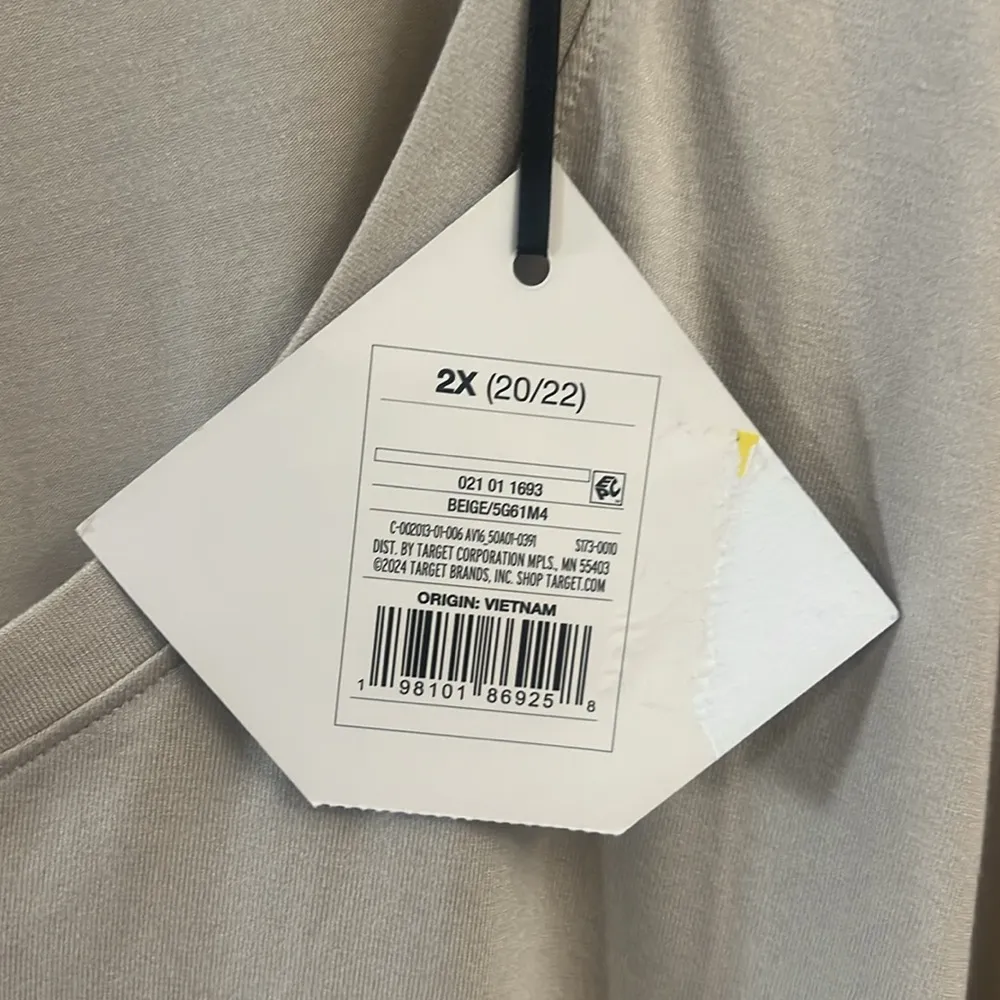 2X (20/22)
021 01 1693
EPC
BEIGE/5G61M4
C-002013-01-006 AV16_50A01-0391 S173-0010
DIST. BY TARGET CORPORATION MPLS., MN 55403
©2024 TARGET BRANDS, INC. SHOP TARGET.COM
ORIGIN: VIETNAM
1 98101 86925 8